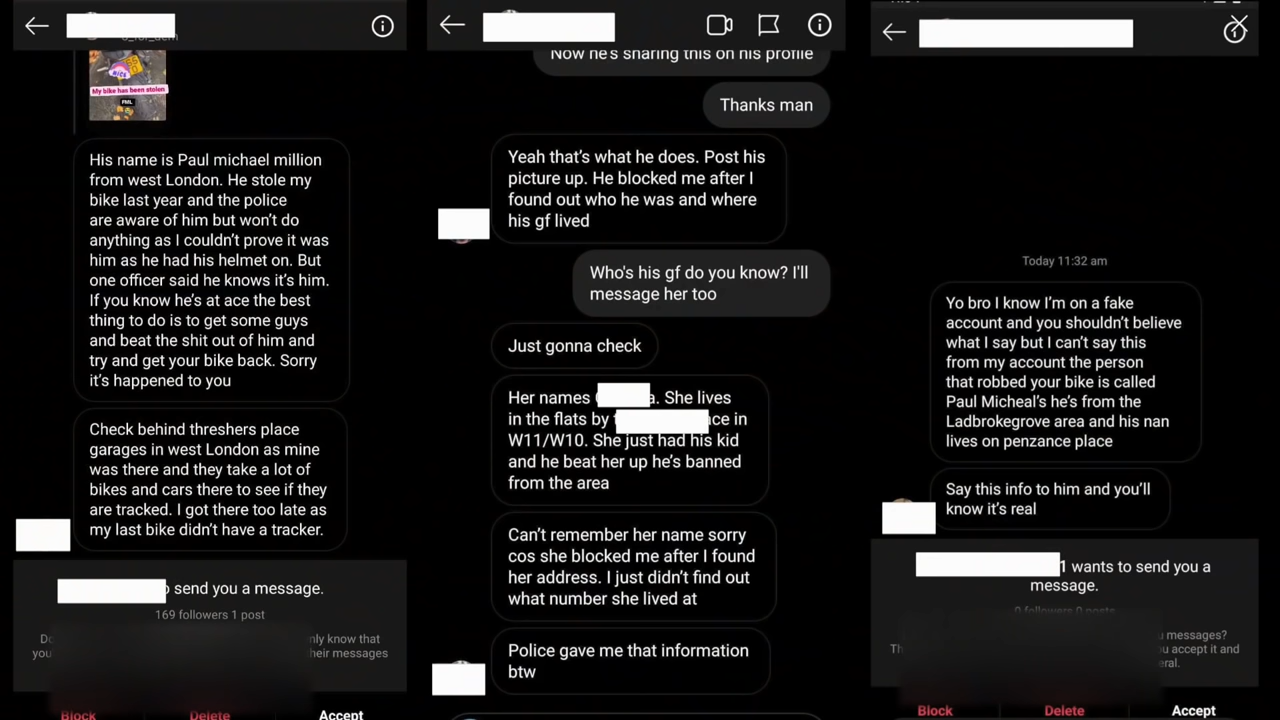 My bike has been stolen
FML
His name is Paul michael million
from west London. He stole my
bike last year and the police
are aware of him but won't do
anything as I couldn't prove it was
him as he had his helmet on. But
one officer said he knows it's him.
If you know he's at ace the best
thing to do is to get some guys
and beat the shit out of him and
try and get your bike back. Sorry
it's happened to you
Check behind threshers place
garages in west London as mine
was there and they take a lot of
bikes and cars there to see if they
are tracked. I got there too late as
my last bike didn't have a tracker.
send you a message.
169 followers 1 post
know that
you
their messages
Block Delete Accept
Now he's sharing this on his profile
Thanks man
Yeah that's what he does. Post his
picture up. He blocked me after I
found out who he was and where
his gf lived
Who's his gf do you know? I'll
message her too
Just gonna check
Her names a. She lives
in the flats by nce in
W11/W10. She just had his kid
and he beat her up he's banned
from the area
Can't remember her name sorry
cos she blocked me after I found
her address. I just didn't find out
what number she lived at
Police gave me that information
btw
Today 11:32 am
Yo bro I know I'm on a fake
account and you shouldn't believe
what I say but I can't say this
from my account the person
that robbed your bike is called
Paul Micheal's he's from the
Ladbrokegrove area and his nan
lives on penzance place
Say this info to him and you'll
know it's real
1 wants to send you a
message.
0 followers 0 posts
messages?
accept it and
Block Delete Accept